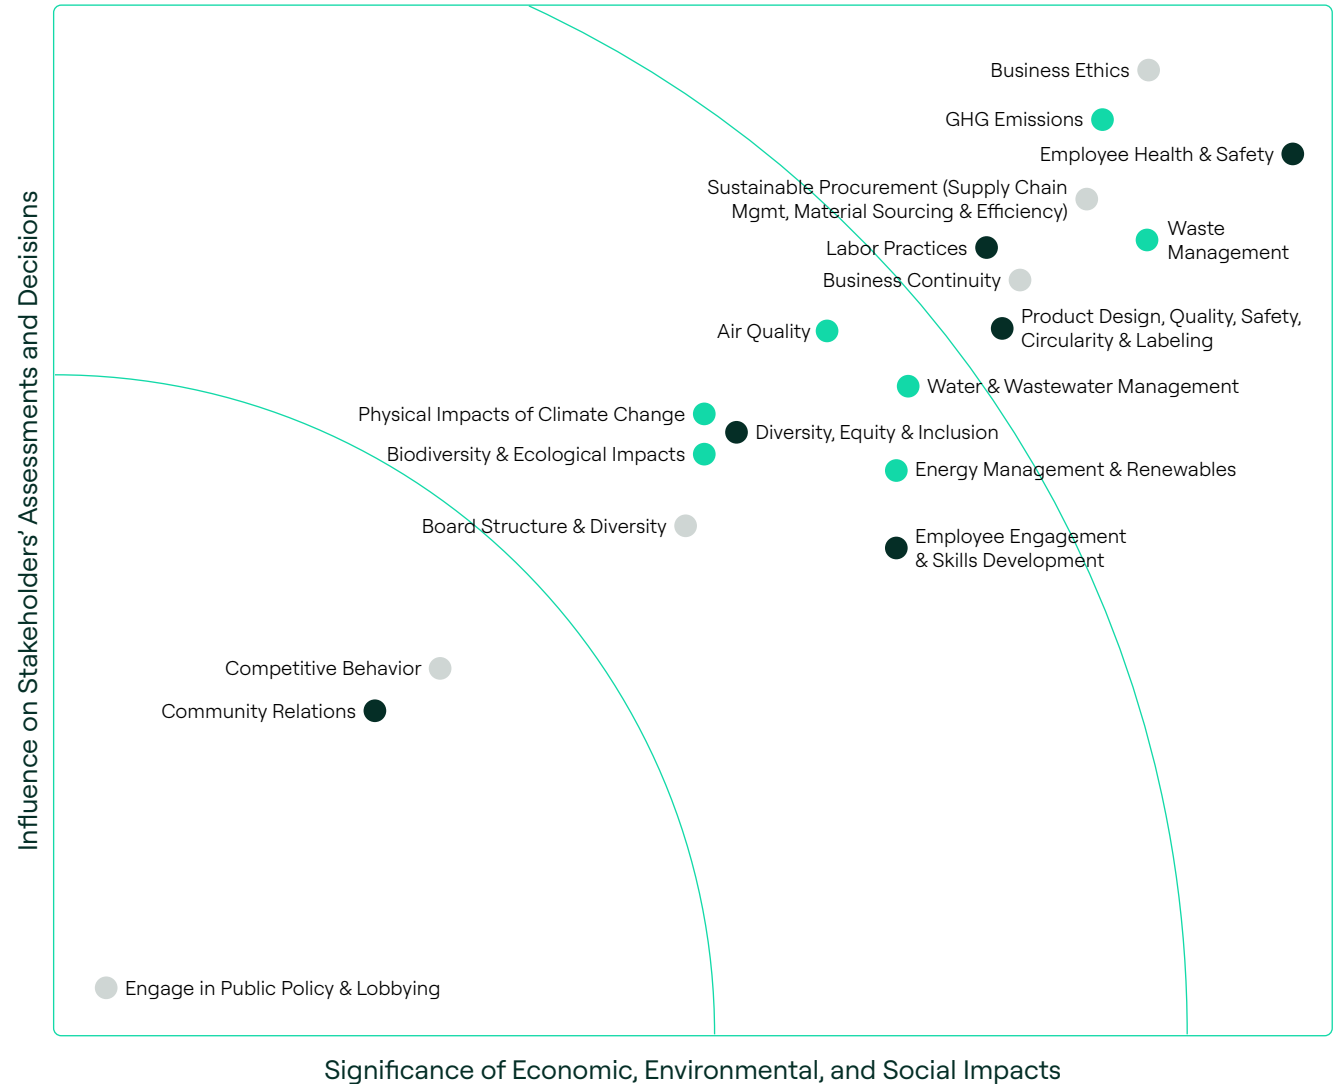 Influence on Stakeholders’ Assessments and Decisions
Business Ethics
GHG Emissions
Employee Health & Safety
Sustainable Procurement (Supply Chain
Mgmt, Material Sourcing & Efficiency)
Waste
Management
Labor Practices
Business Continuity
Product Design, Quality, Safety,
Circularity & Labeling
Air Quality
Water & Wastewater Management
Physical Impacts of Climate Change
Diversity, Equity & Inclusion
Biodiversity & Ecological Impacts
Energy Management & Renewables
Board Structure & Diversity
Employee Engagement
& Skills Development
Competitive Behavior
Community Relations
Engage in Public Policy & Lobbying
Significance of Economic, Environmental, and Social Impacts